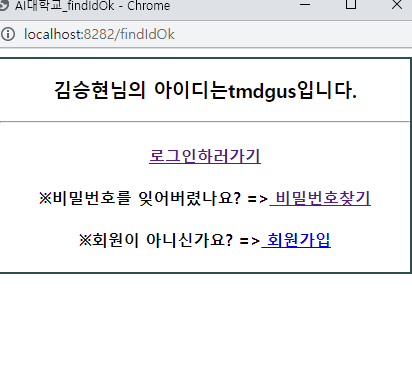 AI대학교_findIdOk - Chrome
localhost:8282/findIdOk
김승현님의 아이디는tmdgus입니다.
로그인하러가기
※비밀번호를 잊어버렸나요? => 비밀번호찾기
※회원이 아니신가요? => 회원가입